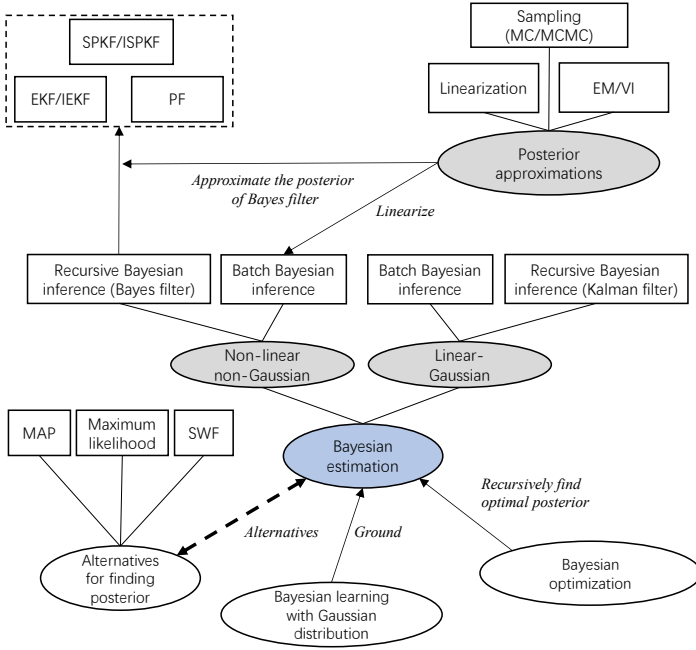 Sampling
(MC/MCMC)
SPKF/ISPKF
Linearization
EM/VI
EKF/IEKF
PF
Posterior
approximations
Approximate the posterior
of Bayes filter
Linearize
Recursive Bayesian
inference (Bayes filter)
Batch Bayesian
inference
Batch Bayesian
inference
Recursive Bayesian
inference (Kalman filter)
Non-linear
non-Gaussian
Linear-
Gaussian
MAP
Maximum
likelihood
SWF
Bayesian
estimation
Recursively find
optimal posterior
Alternatives
Ground
Alternatives
for finding
posterior
Bayesian
optimization
Bayesian learning
with Gaussian
distribution